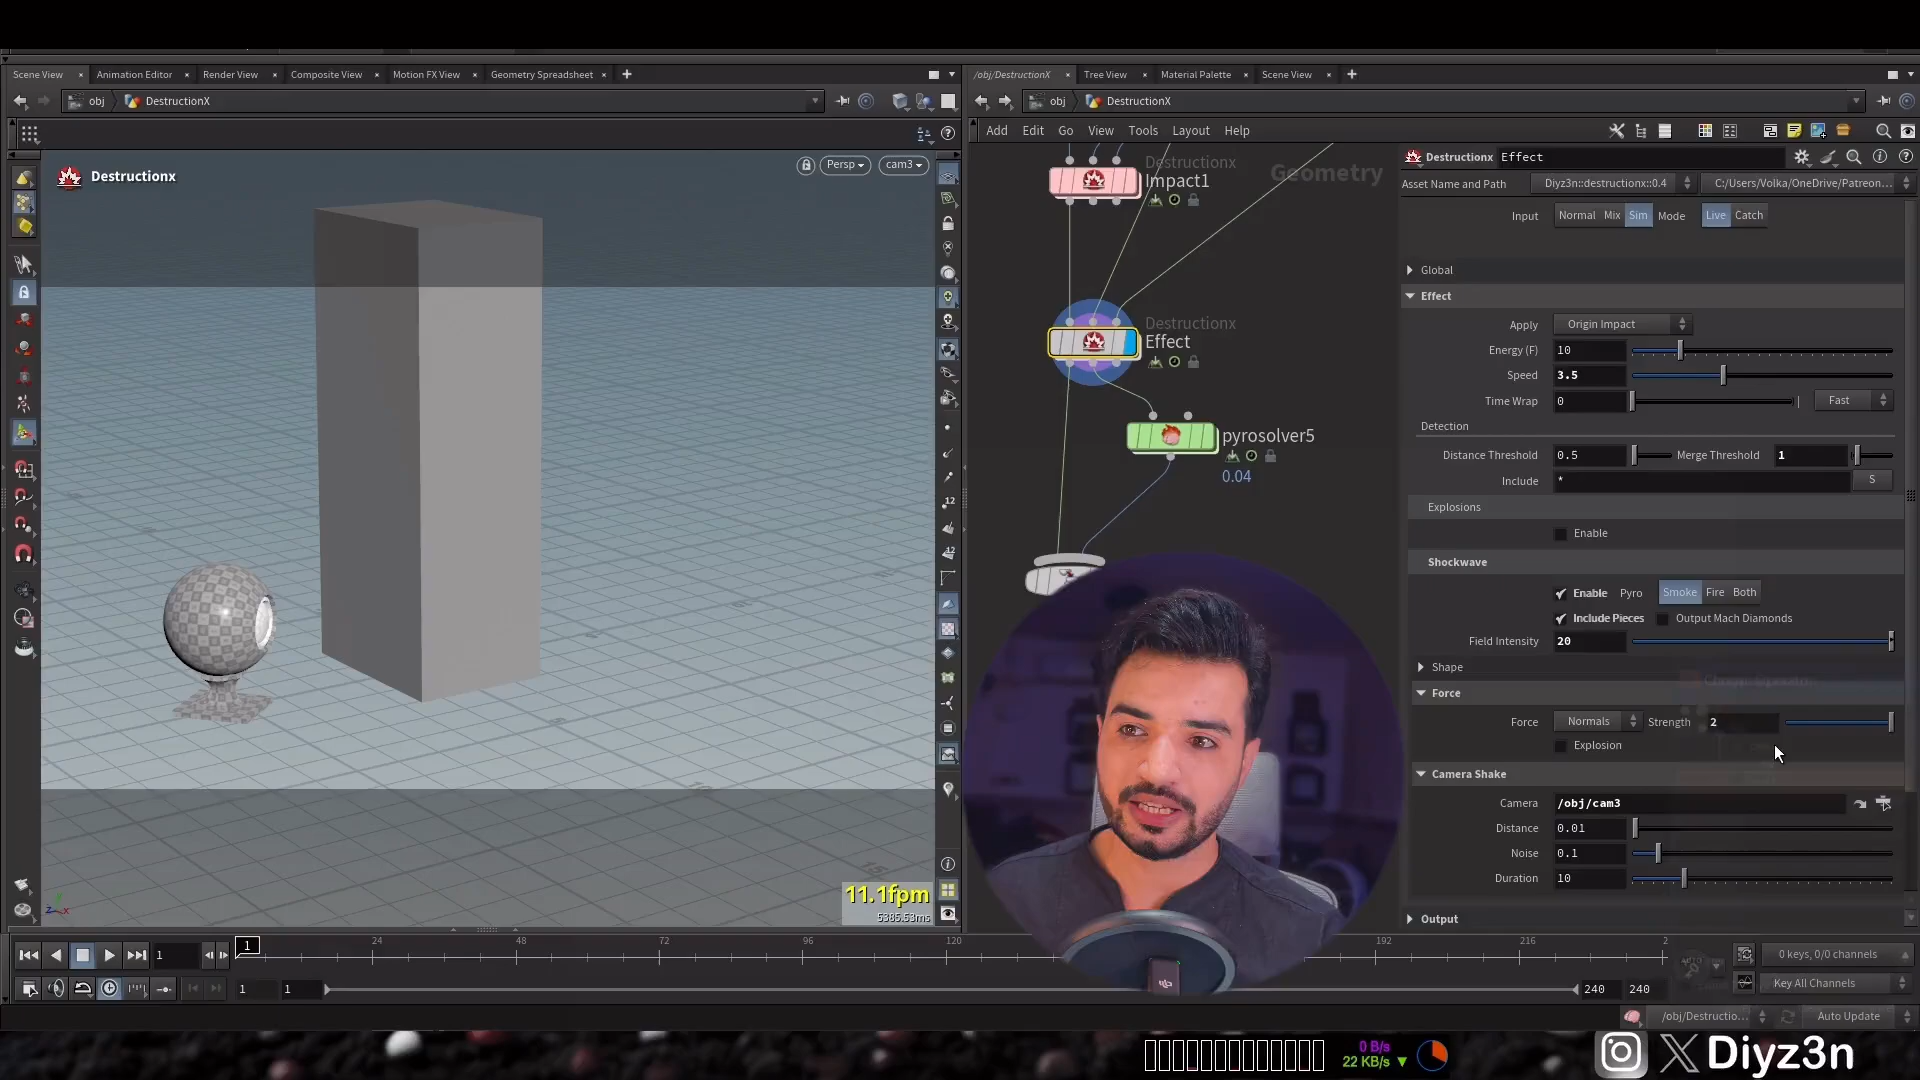 Scene View × Animation Editor × Render View × Composite View × Motion FX View × Geometry Spreadsheet ×
/obj/DestructionX × Tree View × Material Palette × Scene View ×
obj DestructionX
obj DestructionX
Add Edit Go View Tools Layout Help
Destructionx
Persp
cam3
11.1fpm
5385.53ms
Geometry
Destructionx
Impact1
Destructionx
Effect
pyrosolver5
0.04
Destructionx Effect
Asset Name and Path Diyz3n::destructionx::0.4 C:/Users/Volka/OneDrive/Patreon...
Input Normal Mix Sim Mode Live Catch
Global
Effect
Apply Origin Impact
Energy (F) 10
Speed 3.5
Time Wrap 0 Fast
Detection
Distance Threshold 0.5 Merge Threshold 1
Include * S
Explosions
Enable
Shockwave
Enable Pyro Smoke Fire Both
Include Pieces Output Mach Diamonds
Field Intensity 20
Shape
Force
Force Normals Strength 2
Explosion
Camera Shake
Camera /obj/cam3
Distance 0.01
Noise 0.1
Duration 10
Output
1 1 24 48 72 96 120 192 216 2
0 keys, 0/0 channels
1 1 240 240
Key All Channels
/obj/Destructio... Auto Update
0 B/s
22 KB/s
Diyz3n